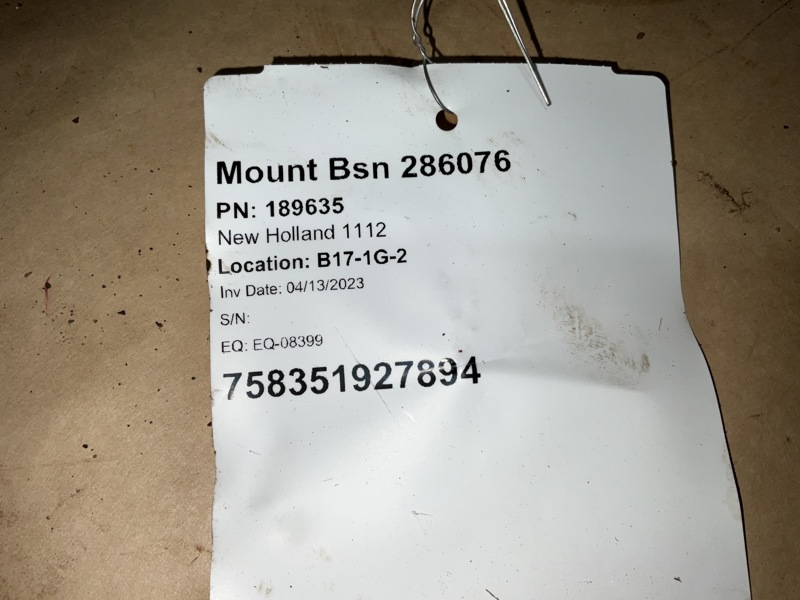 Mount Bsn 286076
PN: 189635
New Holland 1112
Location: B17-1G-2
Inv Date: 04/13/2023
S/N:
EQ: EQ-08399
758351927894